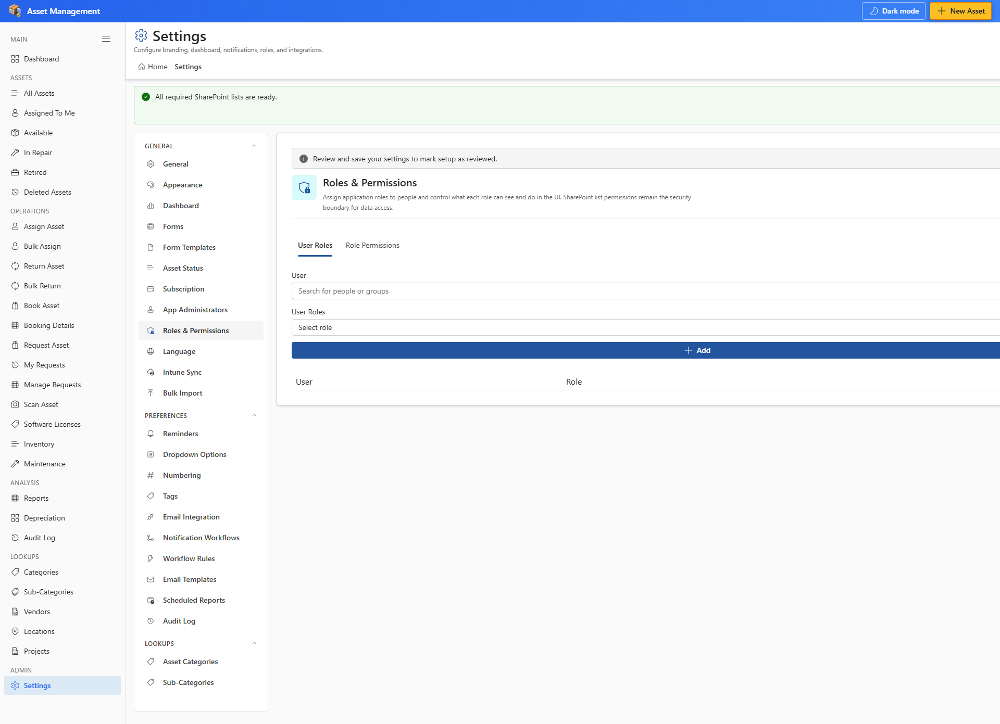 Asset Management
Dark mode
New Asset
MAIN
Dashboard
ASSETS
All Assets
Assigned To Me
Available
In Repair
Retired
Deleted Assets
OPERATIONS
Assign Asset
Bulk Assign
Return Asset
Bulk Return
Book Asset
Booking Details
Request Asset
My Requests
Manage Requests
Scan Asset
Software Licenses
Inventory
Maintenance
ANALYSIS
Reports
Depreciation
Audit Log
LOOKUPS
Categories
Sub-Categories
Vendors
Locations
Projects
ADMIN
Settings
Settings
Configure branding, dashboard, notifications, roles, and integrations.
Home Settings
All required SharePoint lists are ready.
GENERAL
General
Appearance
Dashboard
Forms
Form Templates
Asset Status
Subscription
App Administrators
Roles & Permissions
Language
Intune Sync
Bulk Import
PREFERENCES
Reminders
Dropdown Options
Numbering
Tags
Email Integration
Notification Workflows
Workflow Rules
Email Templates
Scheduled Reports
Audit Log
LOOKUPS
Asset Categories
Sub-Categories
Review and save your settings to mark setup as reviewed.
Roles & Permissions
Assign application roles to people and control what each role can see and do in the UI. SharePoint list permissions remain the security
boundary for data access.
User Roles Role Permissions
User
Search for people or groups
User Roles
Select role
Add
User Role